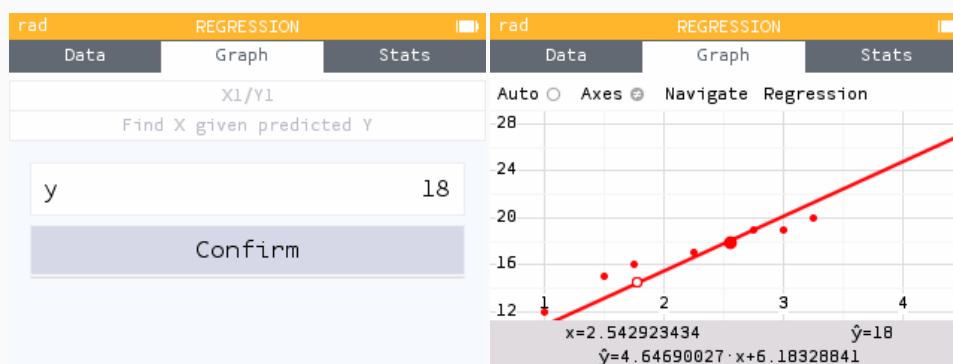 rad REGRESSION
Data Graph Stats
X1/Y1
Find X given predicted Y
y 18
Confirm
rad REGRESSION
Data Graph Stats
Auto Axes Navigate Regression
28
24
20
16
12
1 2 3 4
x=2.542923434 ŷ=18
ŷ=4.64690027·x+6.18328841